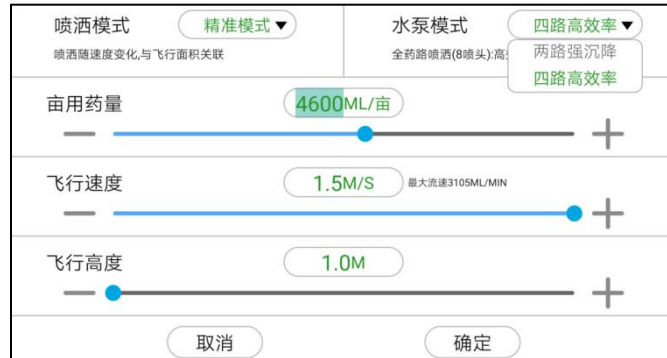 喷洒模式 精准模式▼ 水泵模式 四路高效率▼
喷洒随速度变化,与飞行面积关联 全药路喷洒(8喷头):高
两路强沉降
四路高效率
亩用药量 4600ML/亩
飞行速度 1.5M/S 最大流速3105ML/MIN
飞行高度 1.0M
取消 确定